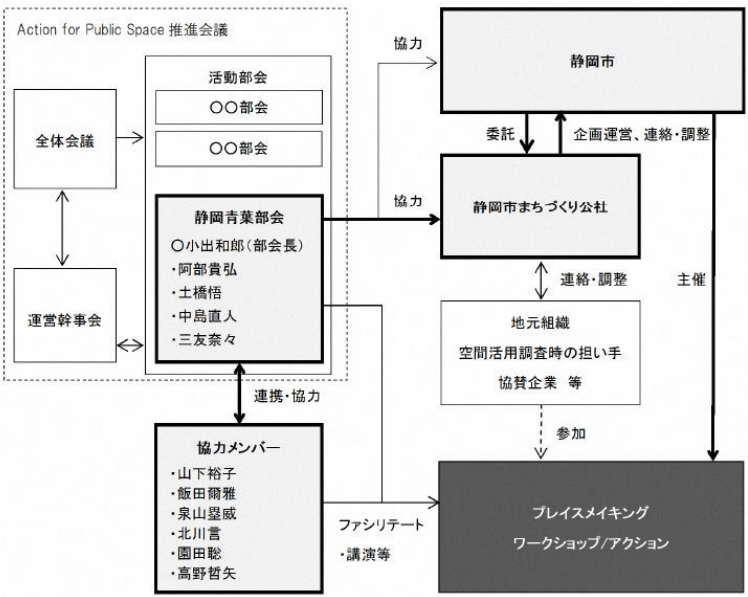 Action for Public Space 推進会議
活動部会
〇〇部会
〇〇部会
全体会議
運営幹事会
静岡青葉部会
〇小出和郎(部会長)
・阿部貴弘
・土橋悟
・中島直人
・三友奈々
連携・協力
協力メンバー
・山下裕子
・飯田爾雅
・泉山塁威
・北川言
・園田聡
・高野哲矢
協力
静岡市
委託
企画運営、連絡・調整
協力
静岡市まちづくり公社
連絡・調整
主催
地元組織
空間活用調査時の担い手
協賛企業 等
参加
ファシリテート
・講演等
プレイスメイキング
ワークショップ/アクション